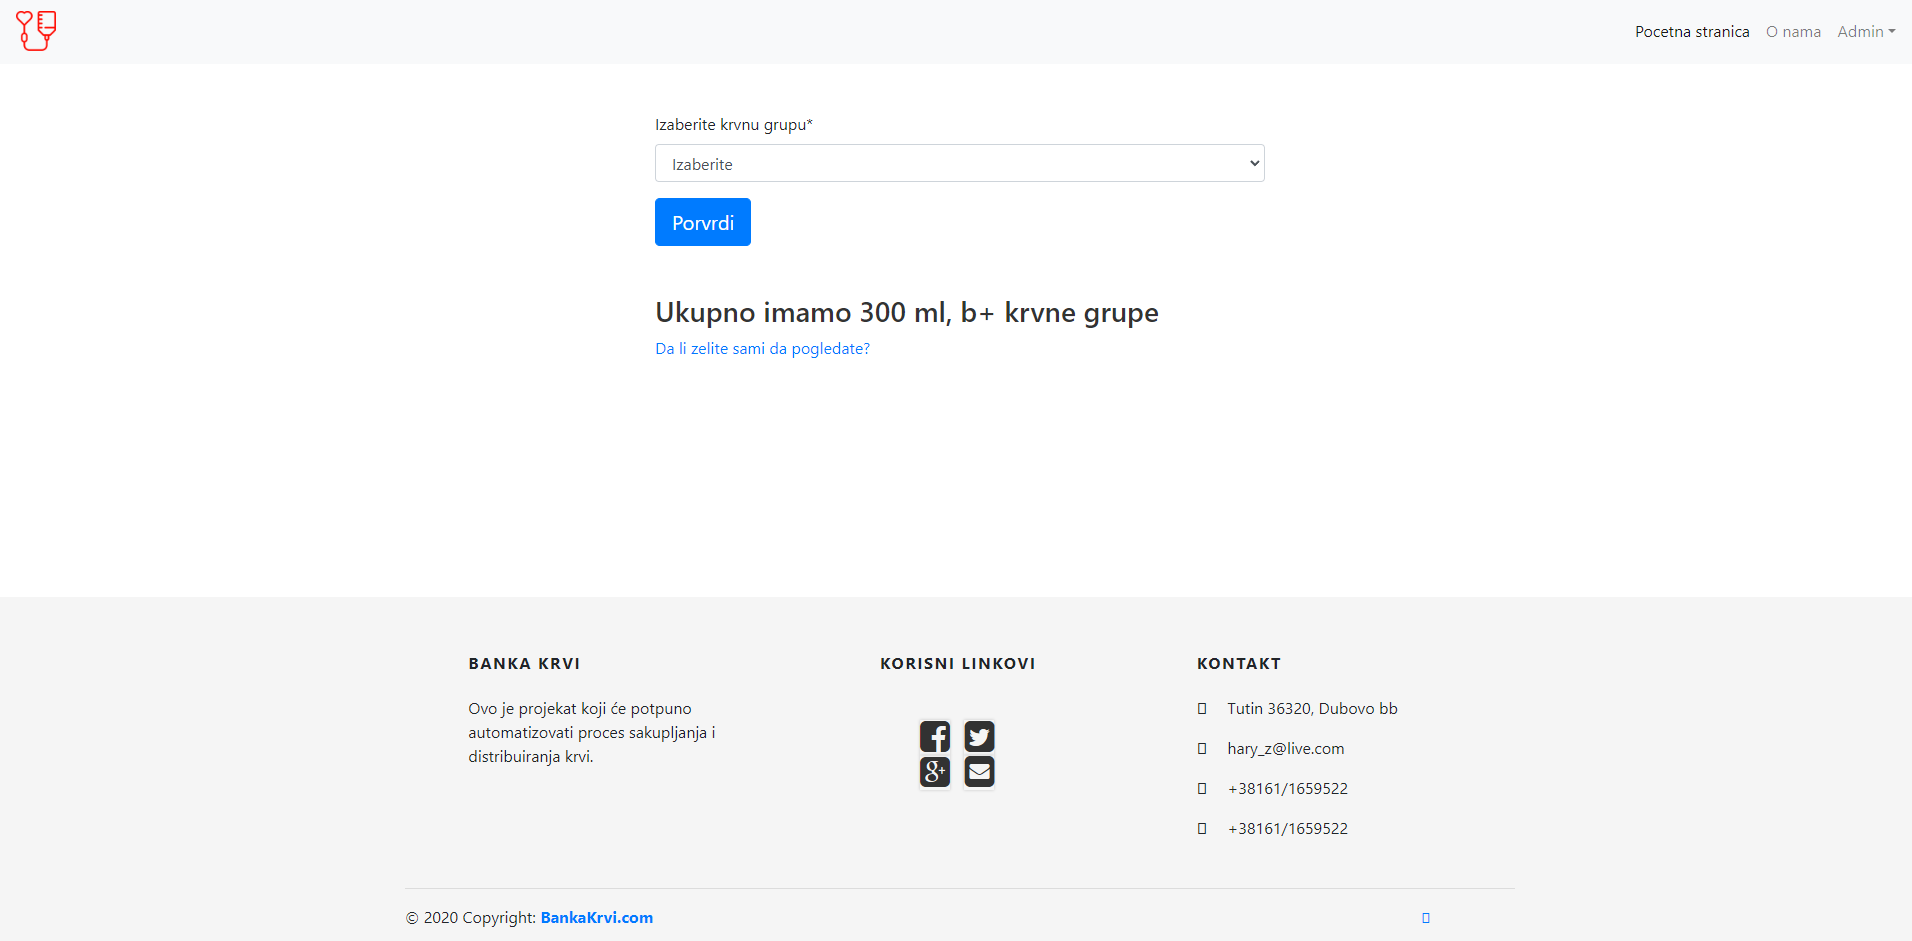 Pocetna stranica O nama Admin
Izaberite krvnu grupu*
Izaberite
Porvrdi
Ukupno imamo 300 ml, b+ krvne grupe
Da li zelite sami da pogledate?
BANKA KRVI
Ovo je projekat koji će potpuno
automatizovati proces sakupljanja i
distribuiranja krvi.
KORISNI LINKOVI
KONTAKT
Tutin 36320, Dubovo bb
hary_z@live.com
+38161/1659522
+38161/1659522
© 2020 Copyright: BankaKrvi.com